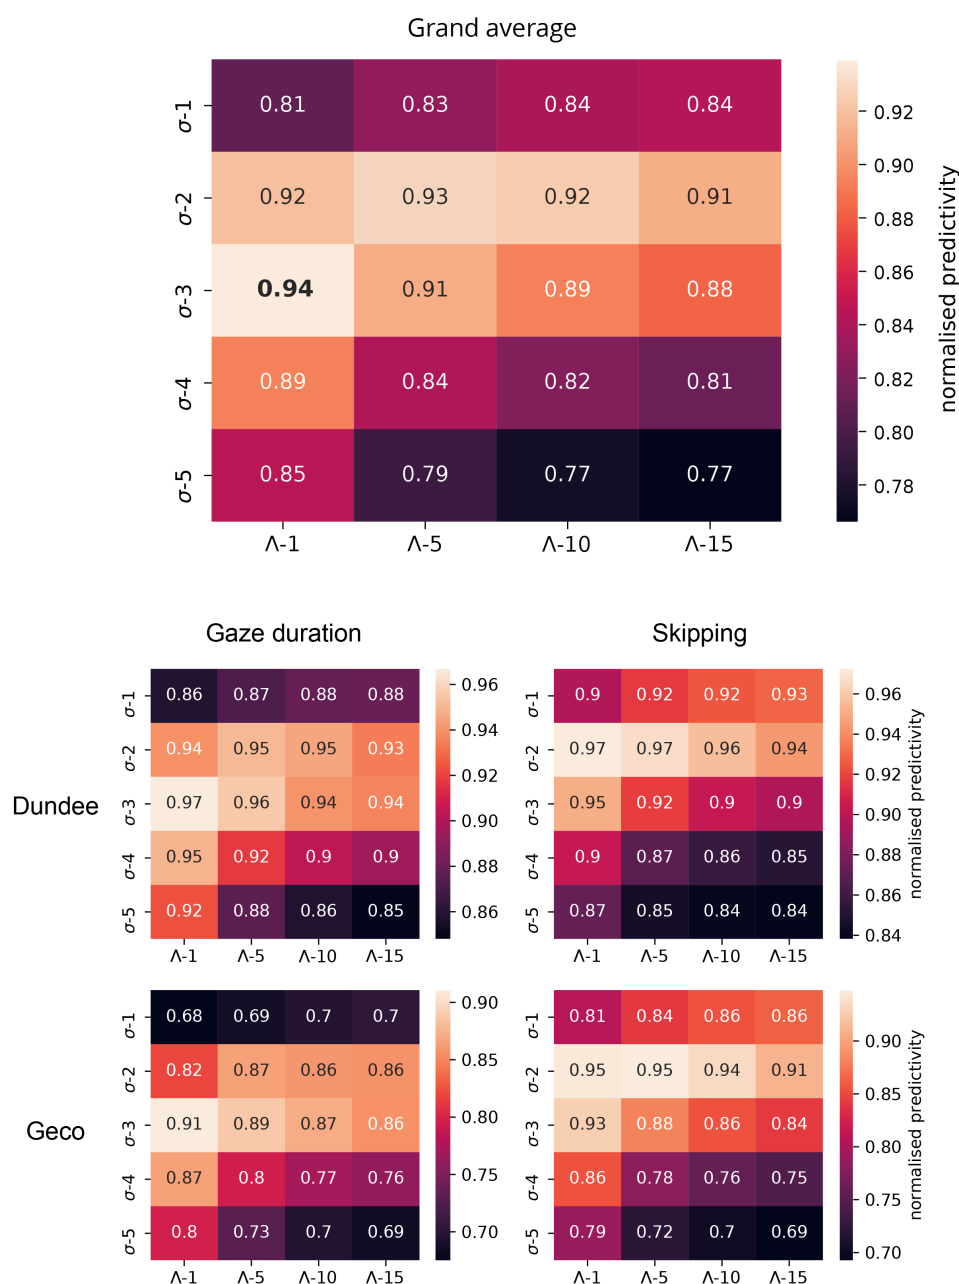 Grand average
σ-1 0.81 0.83 0.84 0.84
σ-2 0.92 0.93 0.92 0.91
σ-3 0.94 0.91 0.89 0.88
σ-4 0.89 0.84 0.82 0.81
σ-5 0.85 0.79 0.77 0.77
Λ-1 Λ-5 Λ-10 Λ-15
0.92
0.90
0.88
0.86
0.84
0.82
0.80
0.78
normalised predictivity
Gaze duration
Skipping
Dundee
σ-1 0.86 0.87 0.88 0.88
σ-2 0.94 0.95 0.95 0.93
σ-3 0.97 0.96 0.94 0.94
σ-4 0.95 0.92 0.9 0.9
σ-5 0.92 0.88 0.86 0.85
Λ-1 Λ-5 Λ-10 Λ-15
0.96
0.94
0.92
0.90
0.88
0.86
σ-1 0.9 0.92 0.92 0.93
σ-2 0.97 0.97 0.96 0.94
σ-3 0.95 0.92 0.9 0.9
σ-4 0.9 0.87 0.86 0.85
σ-5 0.87 0.85 0.84 0.84
Λ-1 Λ-5 Λ-10 Λ-15
0.96
0.94
0.92
0.90
0.88
0.86
0.84
normalised predictivity
Geco
σ-1 0.68 0.69 0.7 0.7
σ-2 0.82 0.87 0.86 0.86
σ-3 0.91 0.89 0.87 0.86
σ-4 0.87 0.8 0.77 0.76
σ-5 0.8 0.73 0.7 0.69
Λ-1 Λ-5 Λ-10 Λ-15
0.90
0.85
0.80
0.75
0.70
σ-1 0.81 0.84 0.86 0.86
σ-2 0.95 0.95 0.94 0.91
σ-3 0.93 0.88 0.86 0.84
σ-4 0.86 0.78 0.76 0.75
σ-5 0.79 0.72 0.7 0.69
Λ-1 Λ-5 Λ-10 Λ-15
0.90
0.85
0.80
0.75
0.70
normalised predictivity